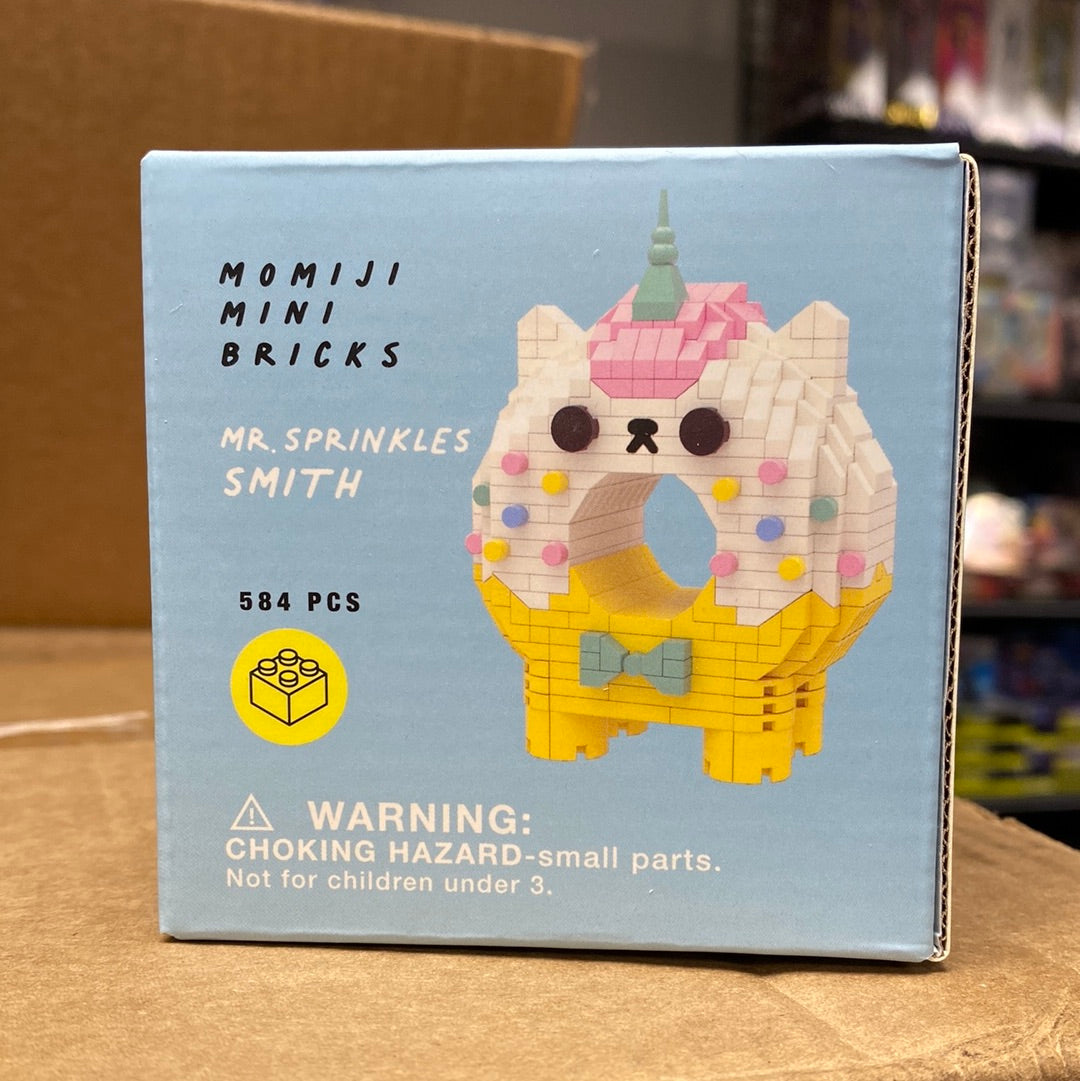 MOMIJI
MINI
BRICKS
MR. SPRINKLES
SMITH
584 PCS
WARNING:
CHOKING HAZARD-small parts.
Not for children under 3.